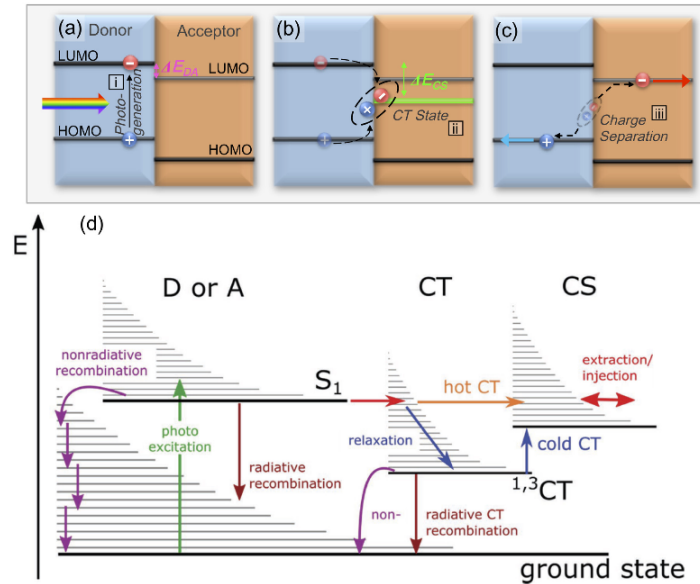 (a) Donor Acceptor
LUMO
ΔE_DA
LUMO
i
Photo-
generation
HOMO
HOMO
(b)
ΔE_CS
CT State
ii
(c)
iii
Charge
Separation
(d)
E
D or A
CT
CS
nonradiative
recombination
S₁
hot CT
extraction/
injection
photo
excitation
relaxation
cold CT
radiative
recombination
¹,³CT
non-
radiative CT
recombination
ground state